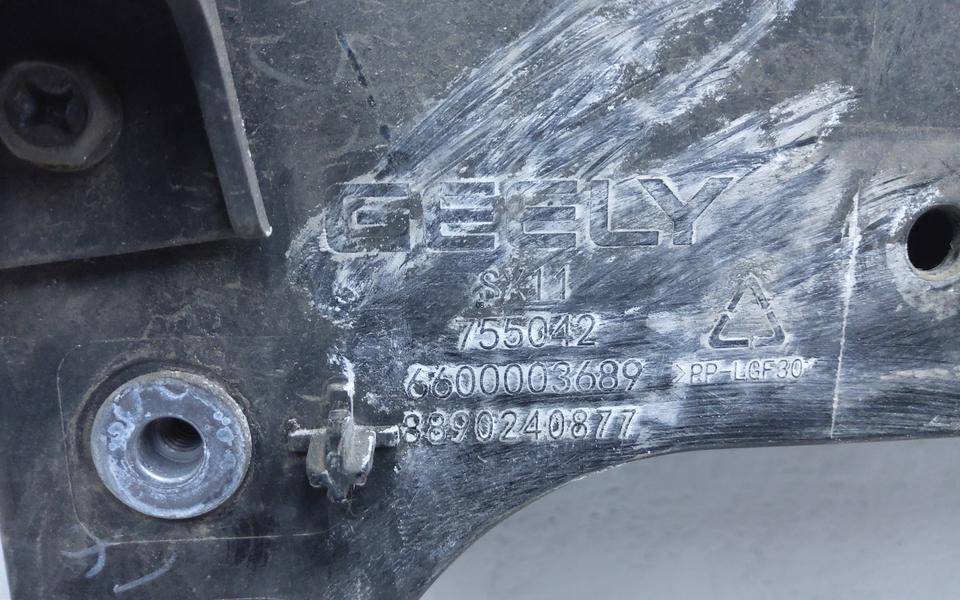 GEELY
SX11
755042
6600003689
>PP-LGF30<
8890240877